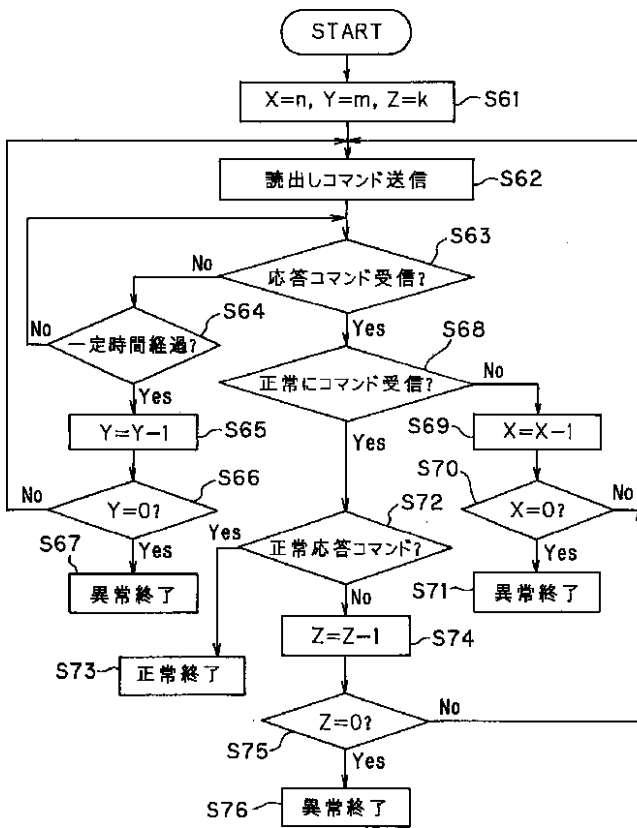 START
X=n, Y=m, Z=k
S61
読出しコマンド送信
S62
S63
応答コマンド受信?
No
Yes
S64
一定時間経過?
No
Yes
S68
正常にコマンド受信?
No
Yes
Y=Y-1
S65
S69
X=X-1
S66
Y=0?
No
Yes
S70
X=0?
No
Yes
S67
異常終了
S72
正常応答コマンド?
Yes
No
S71
異常終了
S73
正常終了
Z=Z-1
S74
Z=0?
No
S75
Yes
S76
異常終了